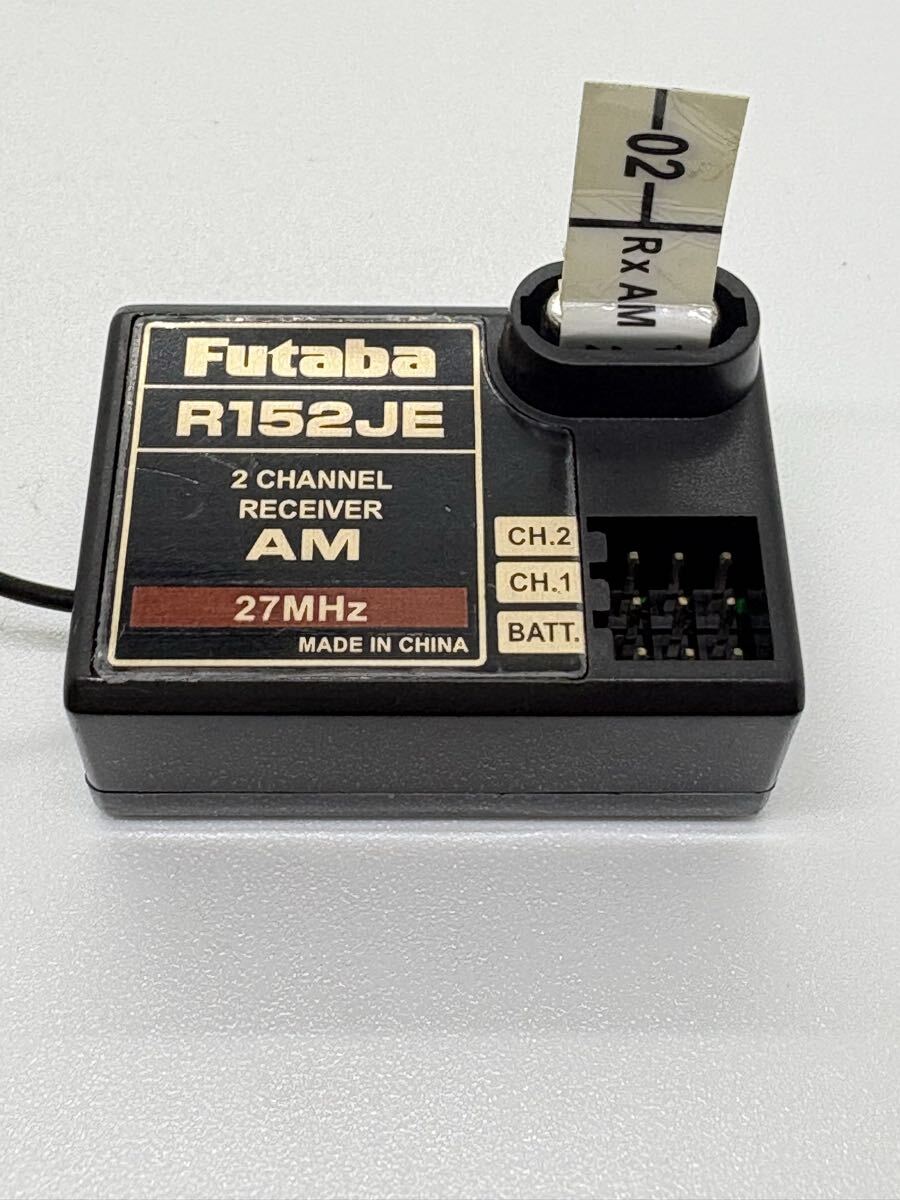 -02-
Rx AM
Futaba
R152JE
2 CHANNEL
RECEIVER
AM
27MHz
MADE IN CHINA
CH.2
CH.1
BATT.